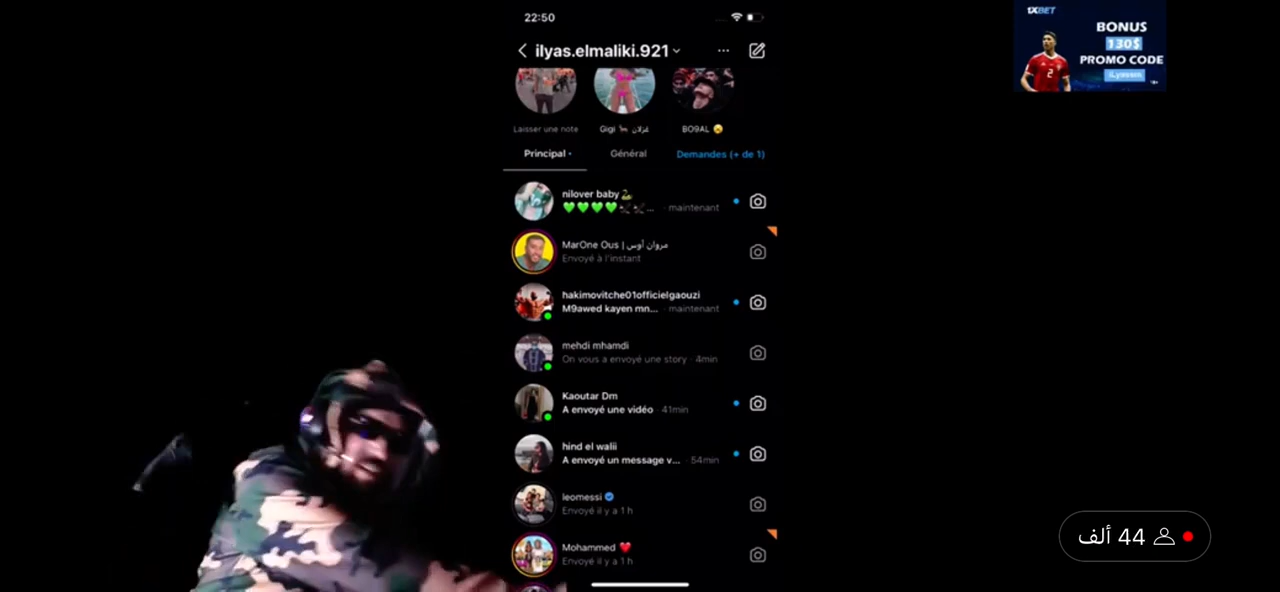 22:50
1XBET
BONUS
130$
PROMO CODE
iLyassm
ilyas.elmaliki.921
Laisser une note
Gigi 🐎 غزلان
BO9AL 😮
Principal •
Général
Demandes (+ de 1)
nilover baby 🐍
💚💚💚💚🦅🦅... · maintenant
MarOne Ous | مروان أوس
Envoyé à l'instant
hakimovitche01officielgaouzi
M9awed kayen mn... · maintenant
mehdi mhamdi
On vous a envoyé une story · 4min
Kaoutar Dm
A envoyé une vidéo · 41min
hind el walii
A envoyé un message v... · 54min
leomessi
Envoyé il y a 1 h
Mohammed ❤️
Envoyé il y a 1 h
44 ألف